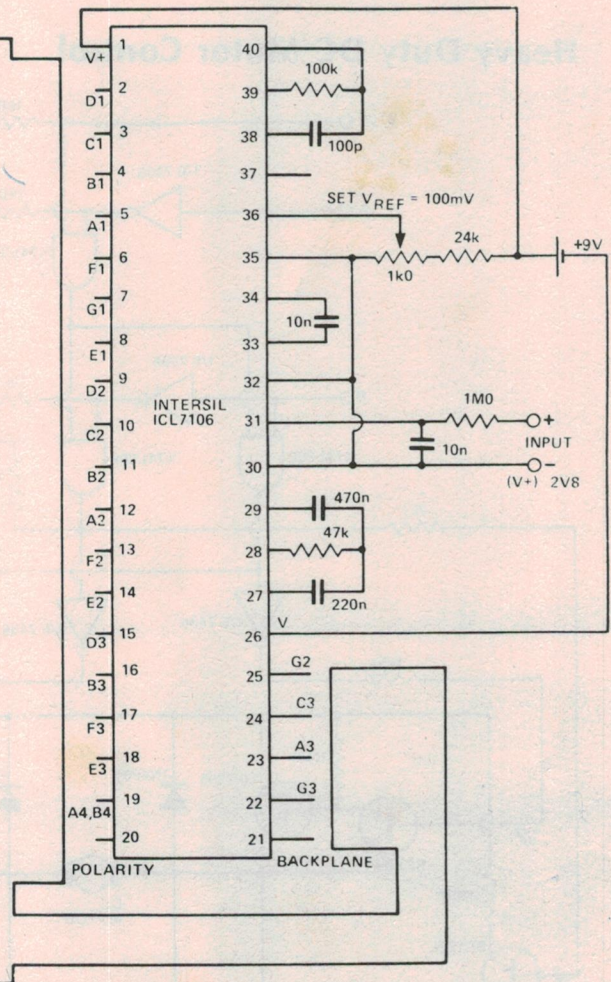 Heavy Duty DC Motor Control
1 40
V+
100k
2 39
D1
3 38
C1
100p
4 37
B1
SET VREF = 100mV
5 36
A1
24k
+9V
6 35
F1
1k0
7 34
G1
10n
8 33
E1
9 32
D2
1M0
INTERSIL
ICL7106
10 31
+
C2
INPUT
10n
11 30
−
B2
(V+) 2V8
470n
12 29
A2
47k
13 28
F2
14 27
E2
220n
15 26 V
D3
16 25 G2
B3
17 24 C3
F3
18 23 A3
E3
19 22 G3
A4,B4
20 21
POLARITY BACKPLANE